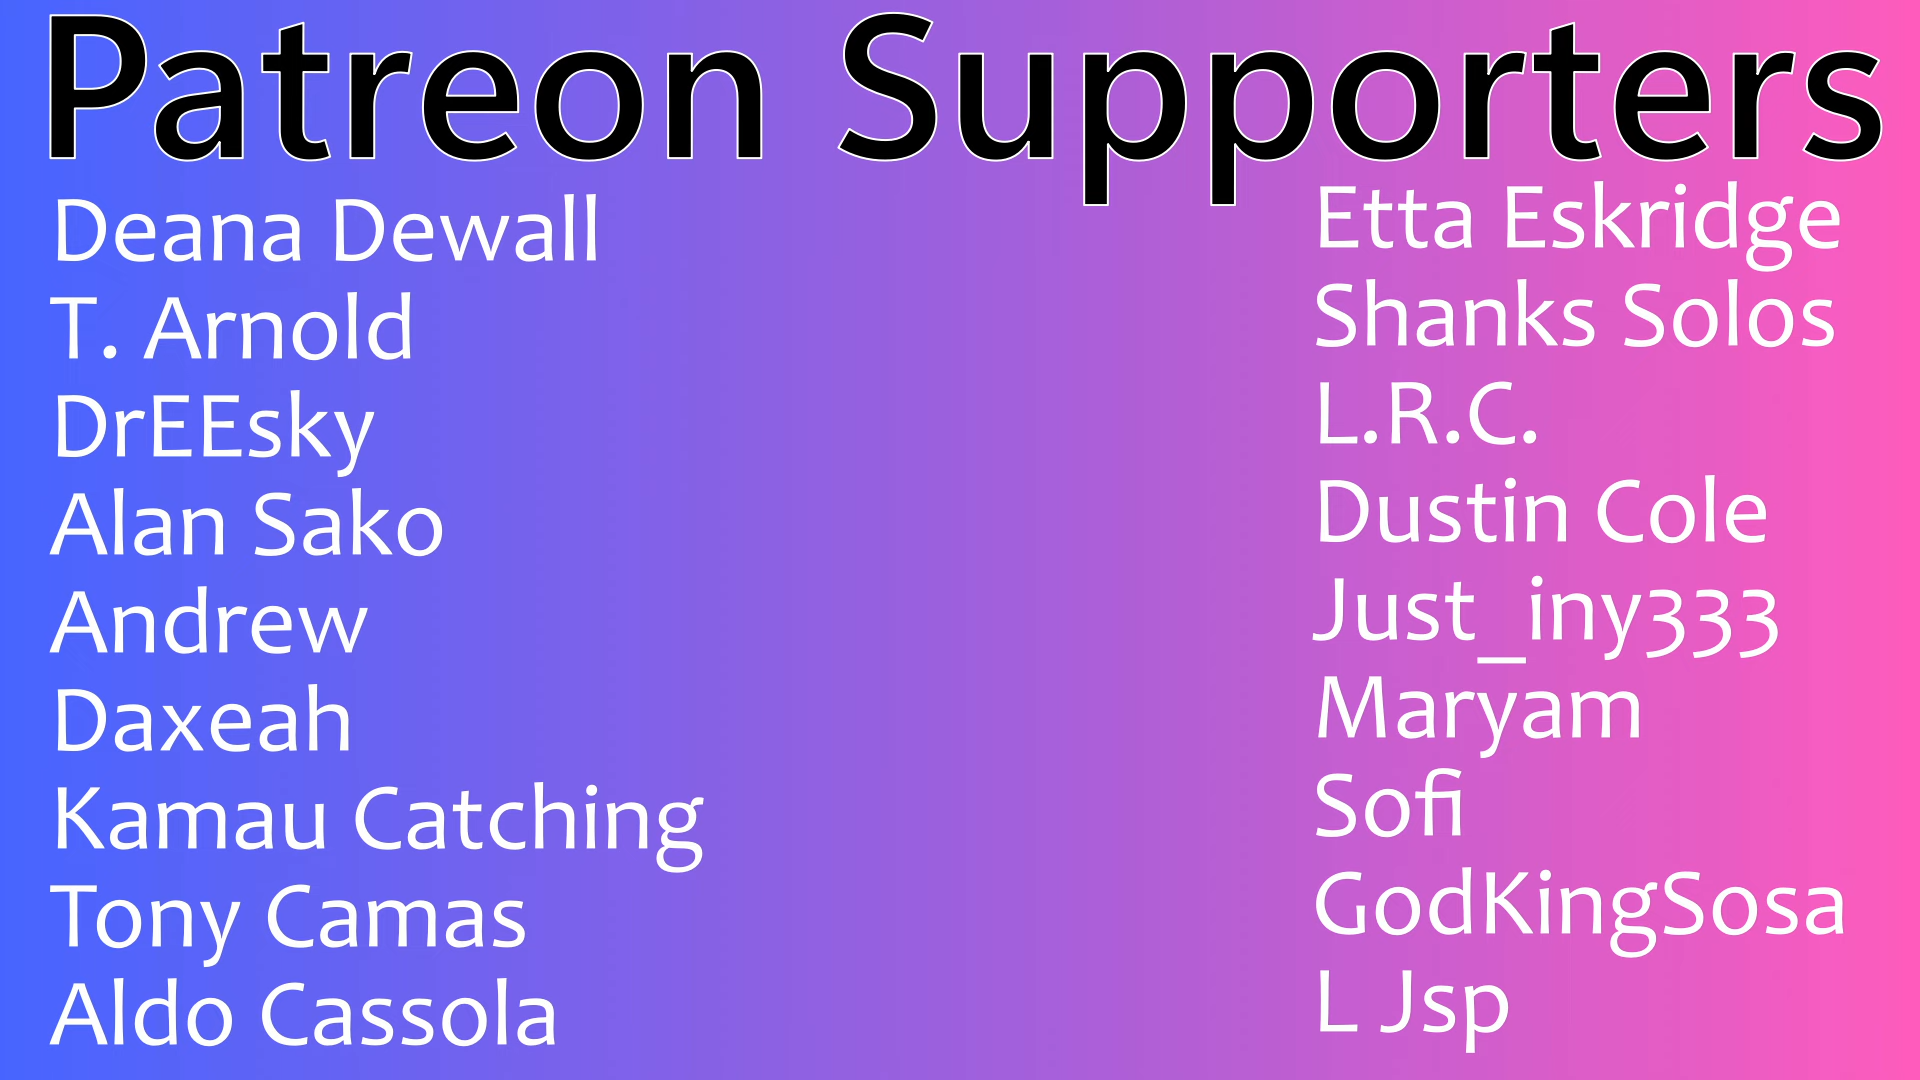 Patreon Supporters
Deana Dewall
T. Arnold
DrEEsky
Alan Sako
Andrew
Daxeah
Kamau Catching
Tony Camas
Aldo Cassola
Etta Eskridge
Shanks Solos
L.R.C.
Dustin Cole
Just_iny333
Maryam
Sofi
GodKingSosa
L Jsp